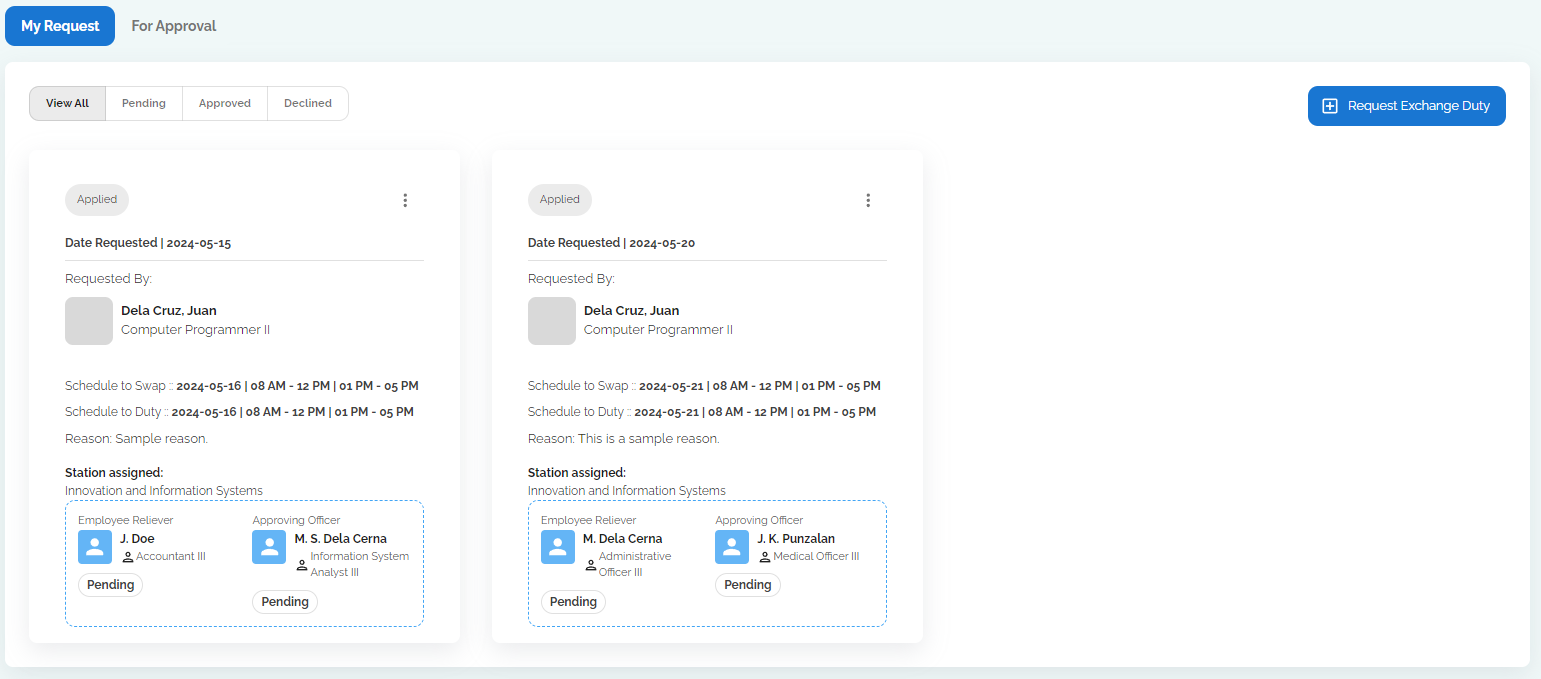 My Request
For Approval
View All
Pending
Approved
Declined
Request Exchange Duty
Applied
Date Requested | 2024-05-15
Requested By:
Dela Cruz, Juan
Computer Programmer II
Schedule to Swap :: 2024-05-16 | 08 AM - 12 PM | 01 PM - 05 PM
Schedule to Duty :: 2024-05-16 | 08 AM - 12 PM | 01 PM - 05 PM
Reason: Sample reason.
Station assigned:
Innovation and Information Systems
Employee Reliever
J. Doe
Accountant III
Pending
Approving Officer
M. S. Dela Cerna
Information System
Analyst III
Pending
Applied
Date Requested | 2024-05-20
Requested By:
Dela Cruz, Juan
Computer Programmer II
Schedule to Swap :: 2024-05-21 | 08 AM - 12 PM | 01 PM - 05 PM
Schedule to Duty :: 2024-05-21 | 08 AM - 12 PM | 01 PM - 05 PM
Reason: This is a sample reason.
Station assigned:
Innovation and Information Systems
Employee Reliever
M. Dela Cerna
Administrative
Officer III
Pending
Approving Officer
J. K. Punzalan
Medical Officer III
Pending